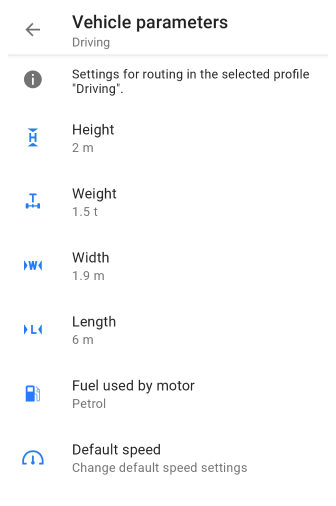 Vehicle parameters
Driving
Settings for routing in the selected profile
"Driving".
H
Height
2 m
T
Weight
1.5 t
W
Width
1.9 m
L
Length
6 m
Fuel used by motor
Petrol
Default speed
Change default speed settings